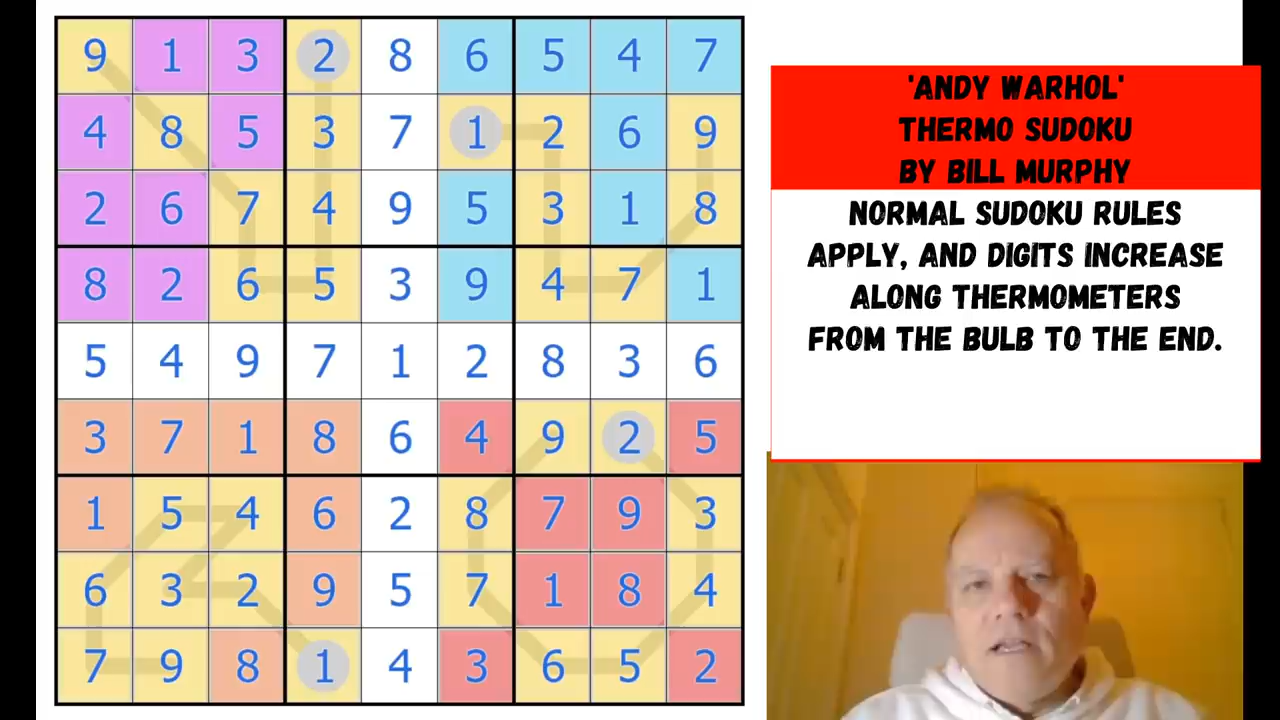 'ANDY WARHOL'
THERMO SUDOKU
BY BILL MURPHY
NORMAL SUDOKU RULES
APPLY, AND DIGITS INCREASE
ALONG THERMOMETERS
FROM THE BULB TO THE END.
9 1 3 2 8 6 5 4 7
4 8 5 3 7 1 2 6 9
2 6 7 4 9 5 3 1 8
8 2 6 5 3 9 4 7 1
5 4 9 7 1 2 8 3 6
3 7 1 8 6 4 9 2 5
1 5 4 6 2 8 7 9 3
6 3 2 9 5 7 1 8 4
7 9 8 1 4 3 6 5 2